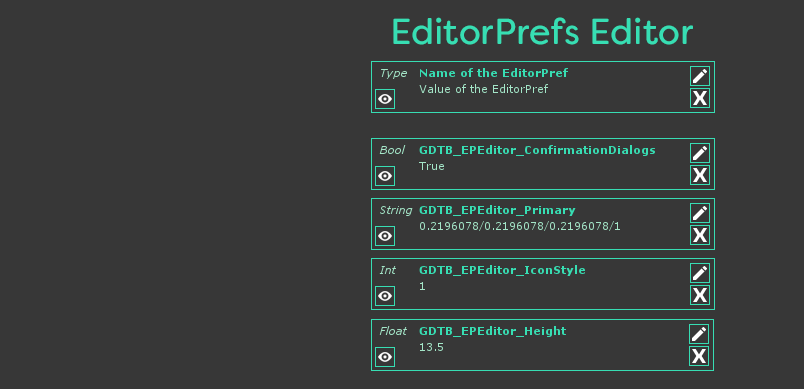 EditorPrefs Editor
Type Name of the EditorPref
Value of the EditorPref
Bool GDTB_EPEditor_ConfirmationDialogs
True
String GDTB_EPEditor_Primary
0.2196078/0.2196078/0.2196078/1
Int GDTB_EPEditor_IconStyle
1
Float GDTB_EPEditor_Height
13.5